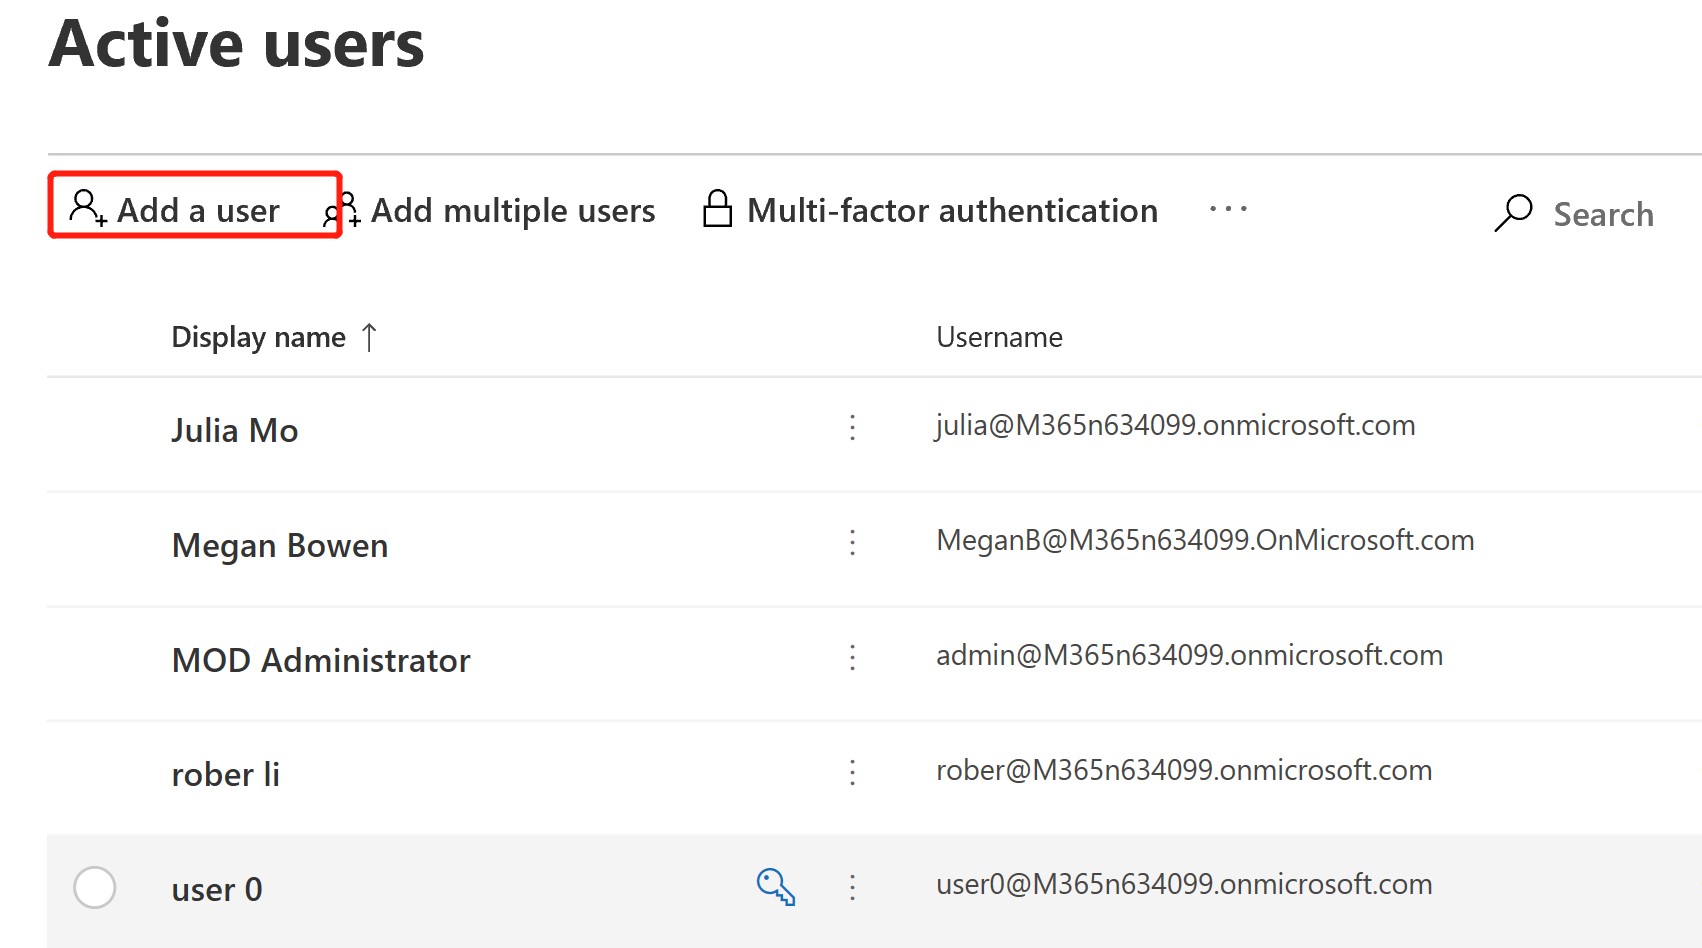 Active users
Add a user Add multiple users Multi-factor authentication ... Search
Display name ↑ Username
Julia Mo julia@M365n634099.onmicrosoft.com
Megan Bowen MeganB@M365n634099.OnMicrosoft.com
MOD Administrator admin@M365n634099.onmicrosoft.com
rober li rober@M365n634099.onmicrosoft.com
user 0 user0@M365n634099.onmicrosoft.com